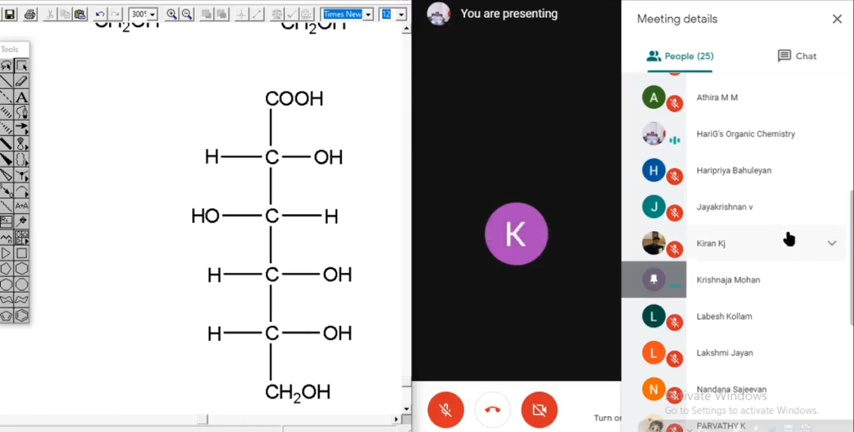 300%
Times New
12
You are presenting
Meeting details
People (25)
Chat
Tools
COOH
H C OH
HO C H
H C OH
H C OH
CH2OH
K
A Athira M M
HariG's Organic Chemistry
H Haripriya Bahuleyan
J Jayakrishnan v
Kiran Kj
Krishnaja Mohan
L Labesh Kollam
L Lakshmi Jayan
N Nandana Sajeevan
PARVATHY K
Activate Windows
Go to Settings to activate Windows.
Turn on